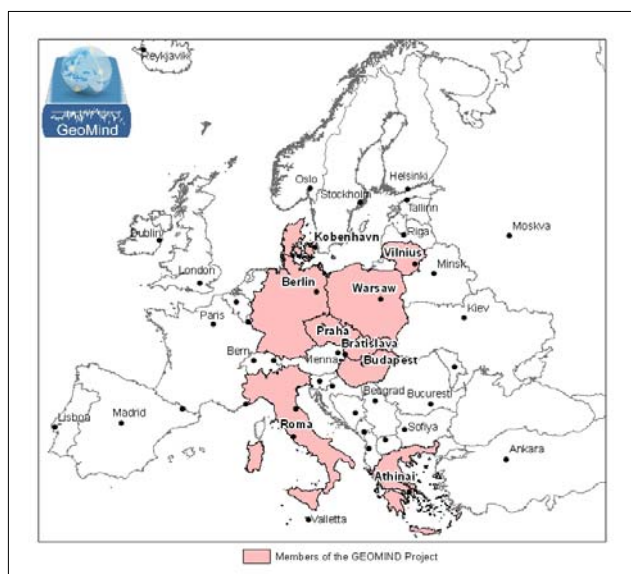 Reykjavik
GeoMind
Helsinki
Oslo
Stockholm
Tallinn
Riga
Moskva
Kobenhavn
Dublin
Vilnius
Minsk
London
Berlin
Warsaw
Kiev
Paris
Praha
Bratislava
Vienna
Bern
Budapest
Beograd
Bucuresti
Lisboa
Madrid
Roma
Sofiya
Ankara
Athinai
Valletta
Members of the GEOMIND Project